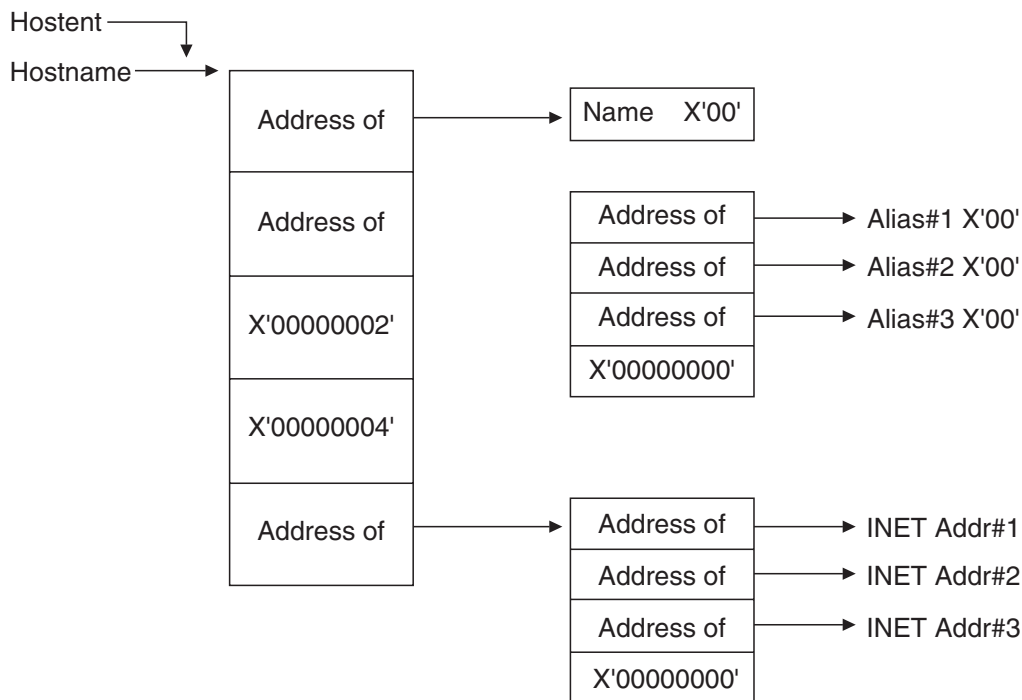 Hostent
Hostname
Address of
Address of
X'00000002'
X'00000004'
Address of
Name X'00'
Address of
Alias#1 X'00'
Address of
Alias#2 X'00'
Address of
Alias#3 X'00'
X'00000000'
Address of
INET Addr#1
Address of
INET Addr#2
Address of
INET Addr#3
X'00000000'